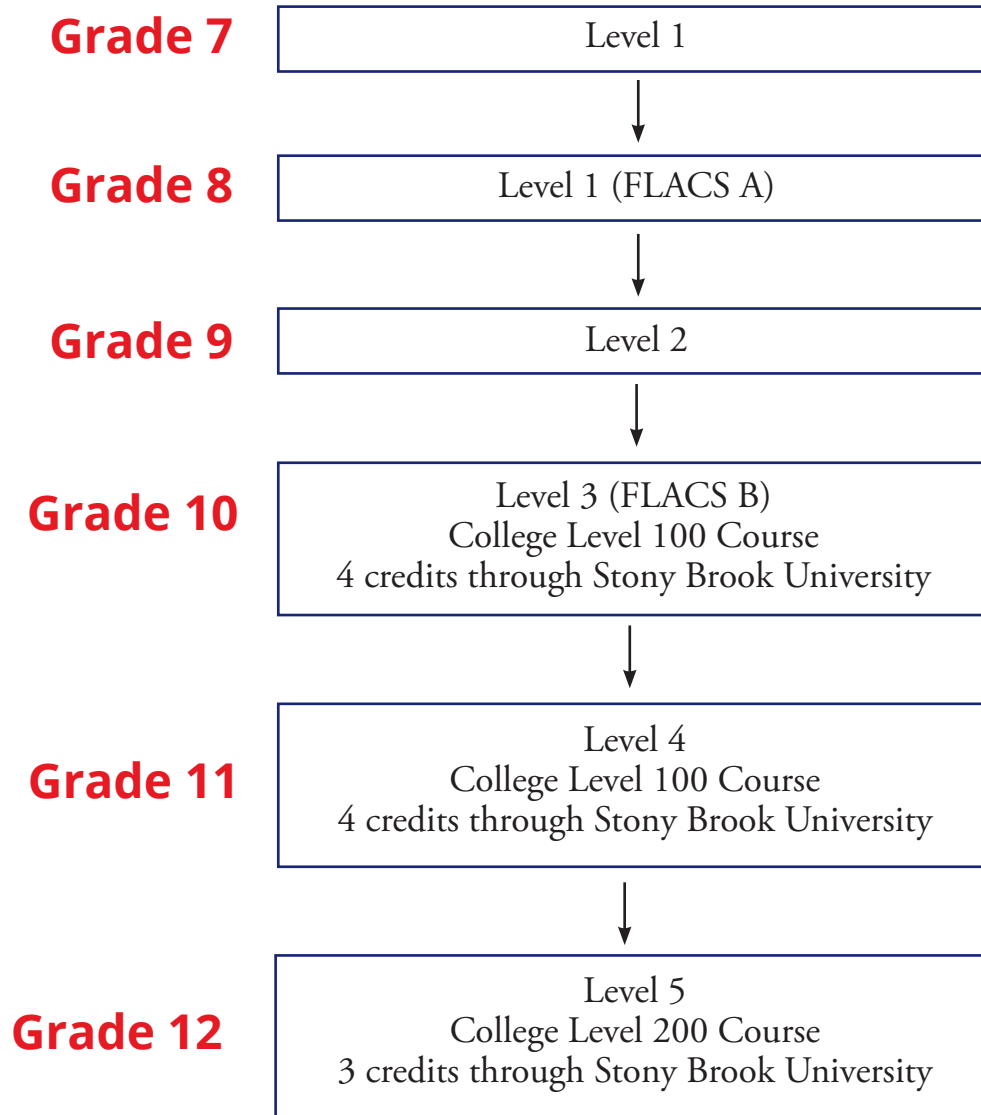 Grade 7
Level 1
Grade 8
Level 1 (FLACS A)
Grade 9
Level 2
Grade 10
Level 3 (FLACS B)
College Level 100 Course
4 credits through Stony Brook University
Grade 11
Level 4
College Level 100 Course
4 credits through Stony Brook University
Grade 12
Level 5
College Level 200 Course
3 credits through Stony Brook University